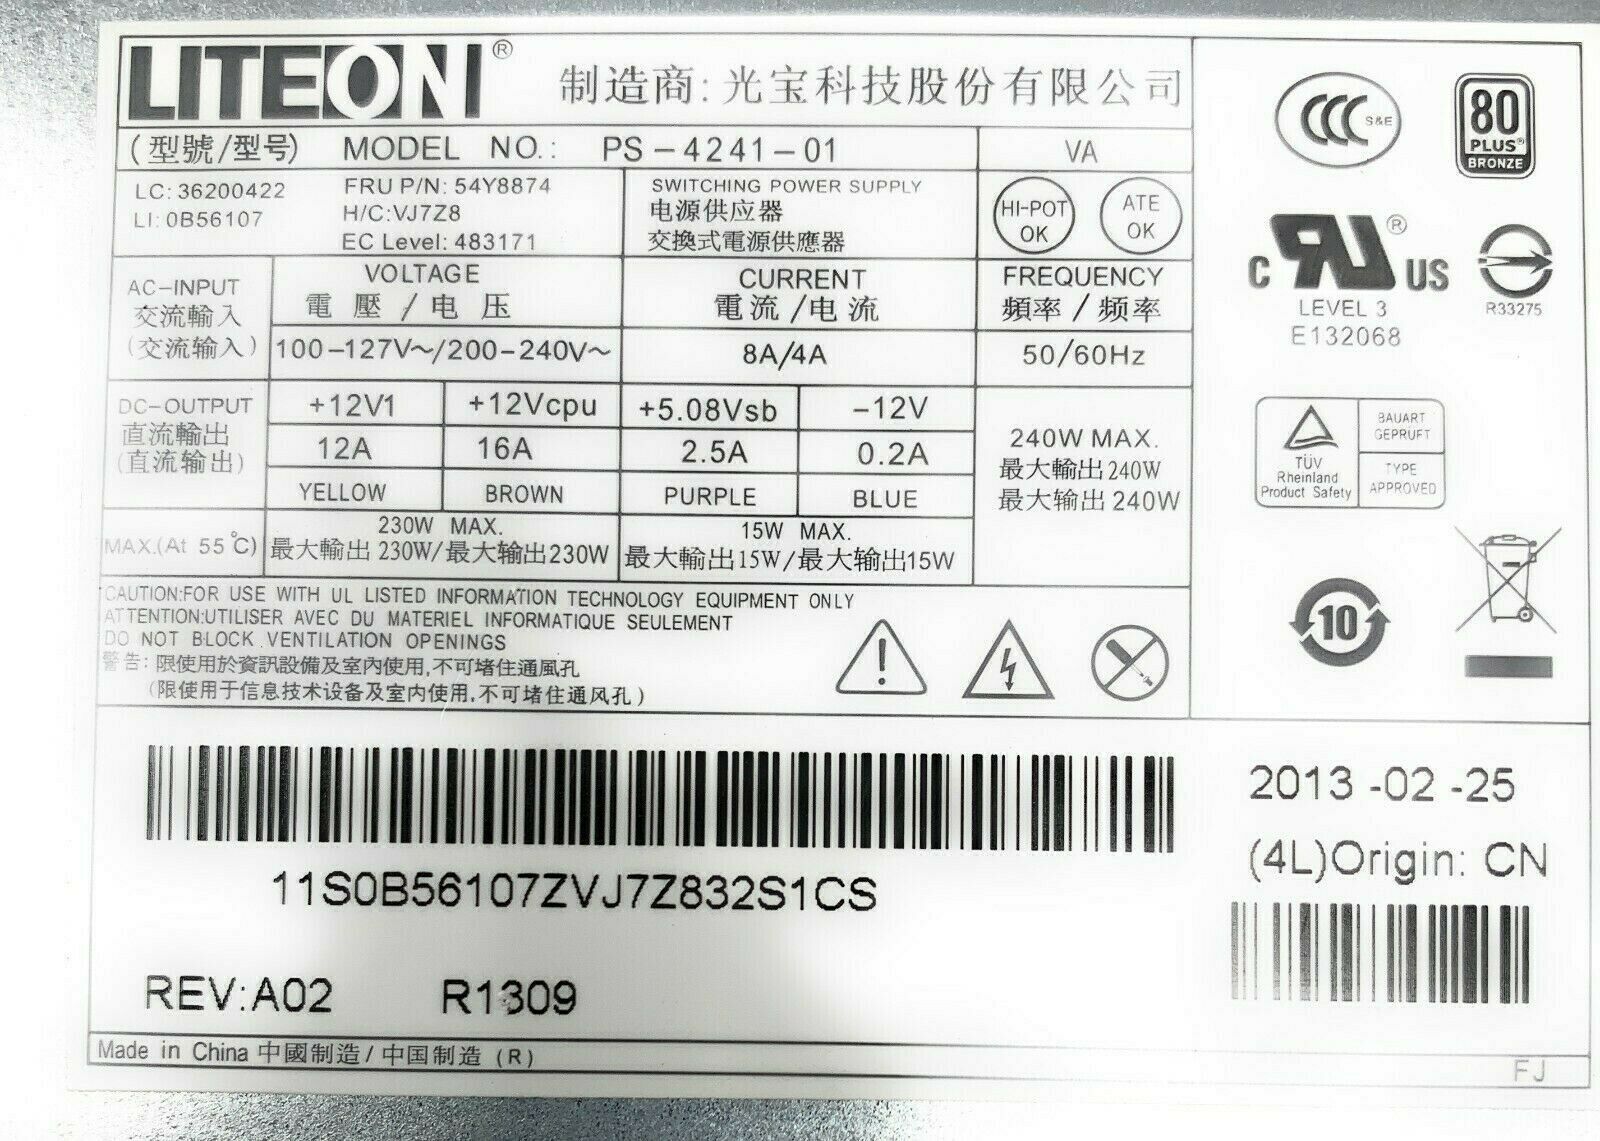 LITEON®
制造商:光宝科技股份有限公司
(型號/型号) MODEL NO.: PS-4241-01
VA
LC: 36200422
LI: 0B56107
FRU P/N: 54Y8874
H/C:VJ7Z8
EC Level: 483171
SWITCHING POWER SUPPLY
电源供应器
交换式電源供應器
HI-POT
OK
ATE
OK
AC-INPUT
交流輸入
(交流输入)
VOLTAGE
電壓/电压
CURRENT
電流/电流
FREQUENCY
頻率/频率
100-127V~/200-240V~
8A/4A
50/60Hz
DC-OUTPUT
直流輸出
(直流输出)
+12V1
+12Vcpu
+5.08Vsb
-12V
12A
16A
2.5A
0.2A
YELLOW
BROWN
PURPLE
BLUE
240W MAX.
最大輸出240W
最大输出240W
MAX.(At 55℃)
230W MAX.
最大輸出230W/最大输出230W
15W MAX.
最大輸出15W/最大输出15W
CAUTION:FOR USE WITH UL LISTED INFORMATION TECHNOLOGY EQUIPMENT ONLY
ATTENTION:UTILISER AVEC DU MATERIEL INFORMATIQUE SEULEMENT
DO NOT BLOCK VENTILATION OPENINGS
警告:限使用於資訊設備及室內使用,不可堵住通風孔
(限使用于信息技术设备及室内使用,不可堵住通风孔)
CCC S&E
80
PLUS®
BRONZE
c RU® US
LEVEL 3
E132068
R33275
TÜV
Rheinland
Product Safety
BAUART
GEPRÜFT
TYPE
APPROVED
10
11S0B56107ZVJ7Z832S1CS
REV:A02 R1309
2013 -02 -25
(4L)Origin: CN
Made in China 中國制造/中国制造 (R)
FJ